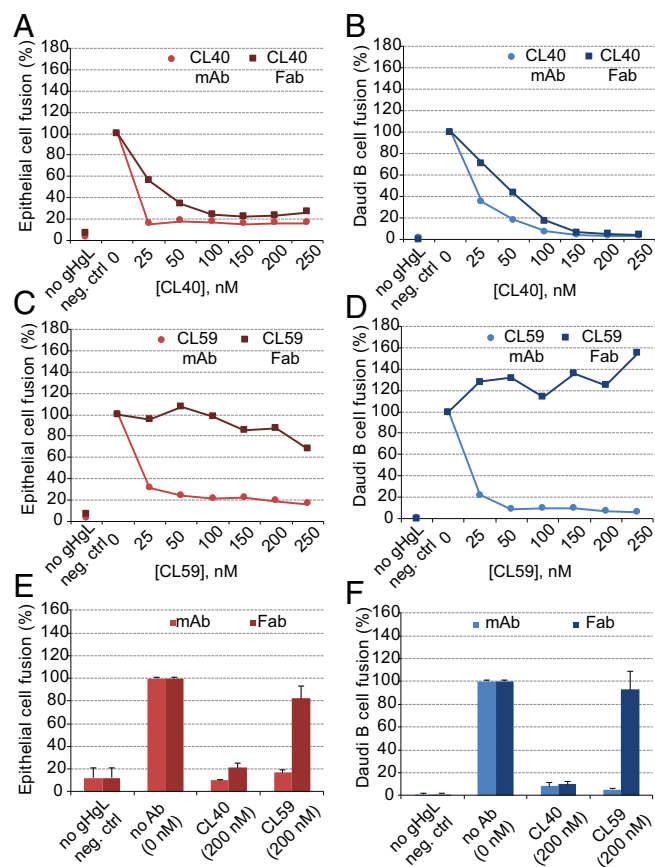 A
180
160
140
120
100
80
60
40
20
0
Epithelial cell fusion (%)
CL40 CL40
mAb Fab
no gHgL
neg. ctrl
0
25
50
100
150
200
250
[CL40], nM
B
180
160
140
120
100
80
60
40
20
0
Daudi B cell fusion (%)
CL40 CL40
mAb Fab
no gHgL
neg. ctrl
0
25
50
100
150
200
250
[CL40], nM
C
180
160
140
120
100
80
60
40
20
0
Epithelial cell fusion (%)
CL59 CL59
mAb Fab
no gHgL
neg. ctrl
0
25
50
100
150
200
250
[CL59], nM
D
180
160
140
120
100
80
60
40
20
0
Daudi B cell fusion (%)
CL59 CL59
mAb Fab
no gHgL
neg. ctrl
0
25
50
100
150
200
250
[CL59], nM
E
160
140
120
100
80
60
40
20
0
Epithelial cell fusion (%)
mAb Fab
no gHgL
neg. ctrl
no Ab
(0 nM)
CL40
(200 nM)
CL59
(200 nM)
F
160
140
120
100
80
60
40
20
0
Daudi B cell fusion (%)
mAb Fab
no gHgL
neg. ctrl
no Ab
(0 nM)
CL40
(200 nM)
CL59
(200 nM)